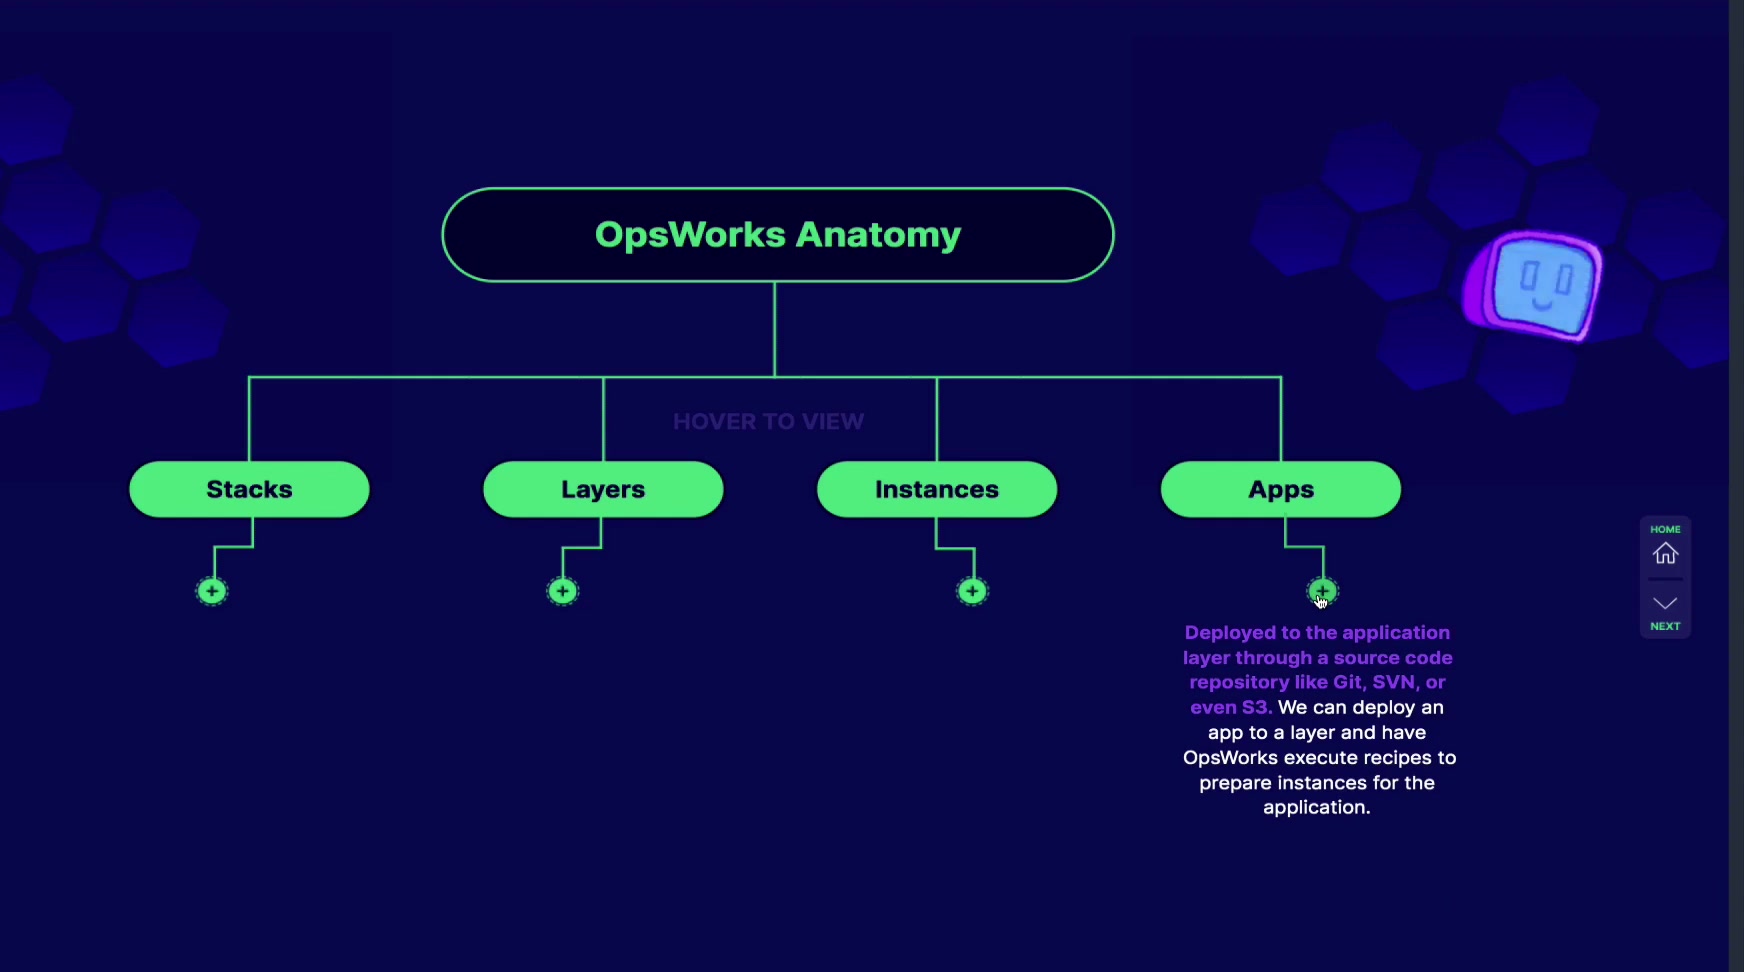 OpsWorks Anatomy
HOVER TO VIEW
Stacks
Layers
Instances
Apps
+
+
+
+
Deployed to the application
layer through a source code
repository like Git, SVN, or
even S3. We can deploy an
app to a layer and have
OpsWorks execute recipes to
prepare instances for the
application.
HOME
NEXT